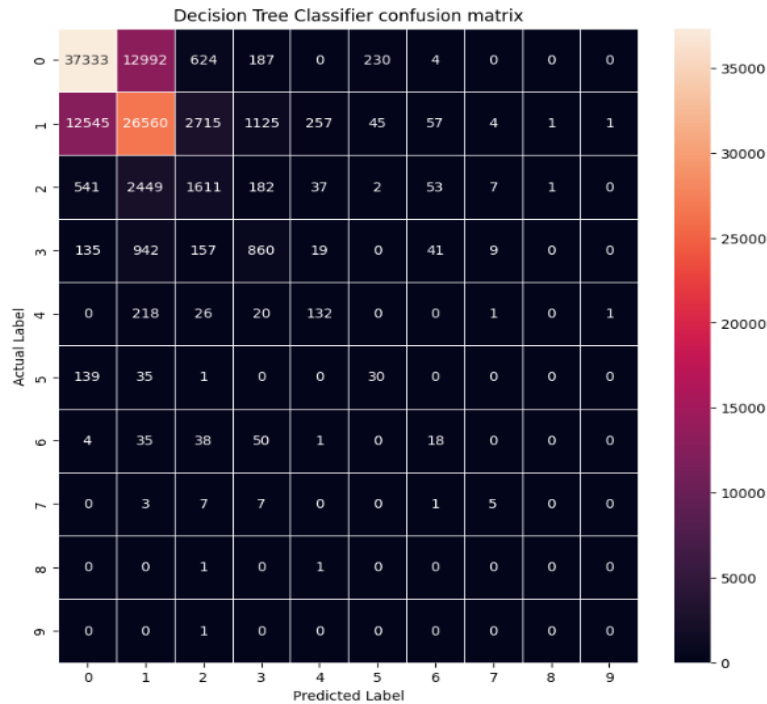 Decision Tree Classifier confusion matrix
0 37333 12992 624 187 0 230 4 0 0 0
1 12545 26560 2715 1125 257 45 57 4 1 1
2 541 2449 1611 182 37 2 53 7 1 0
3 135 942 157 860 19 0 41 9 0 0
4 0 218 26 20 132 0 0 1 0 1
5 139 35 1 0 0 30 0 0 0 0
6 4 35 38 50 1 0 18 0 0 0
7 0 3 7 7 0 0 1 5 0 0
8 0 0 1 0 1 0 0 0 0 0
9 0 0 1 0 0 0 0 0 0 0
0 1 2 3 4 5 6 7 8 9
Predicted Label
Actual Label
35000
30000
25000
20000
15000
10000
5000
0